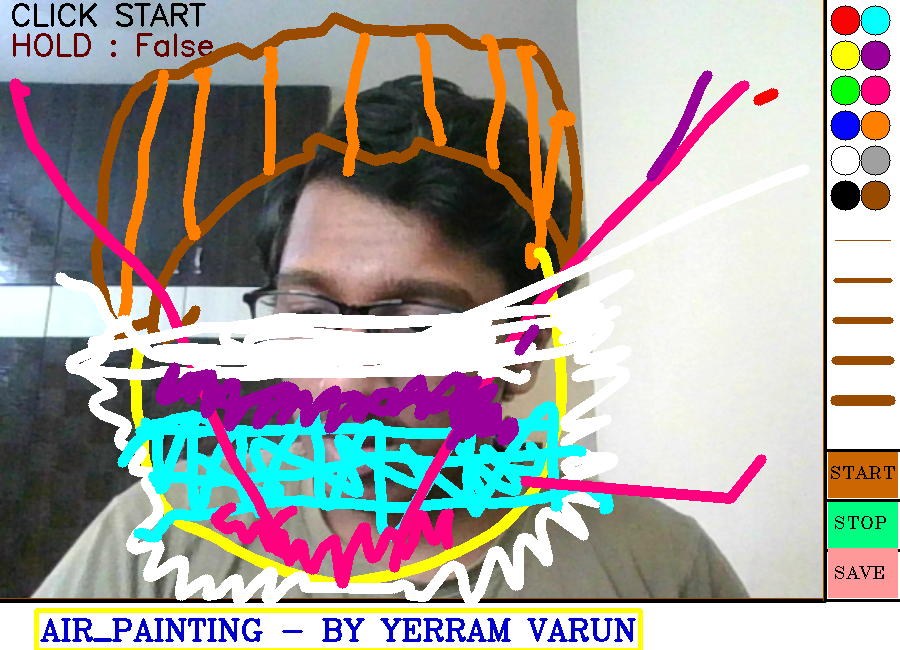 CLICK START
HOLD : False
START
STOP
SAVE
AIR_PAINTING - BY YERRAM VARUN